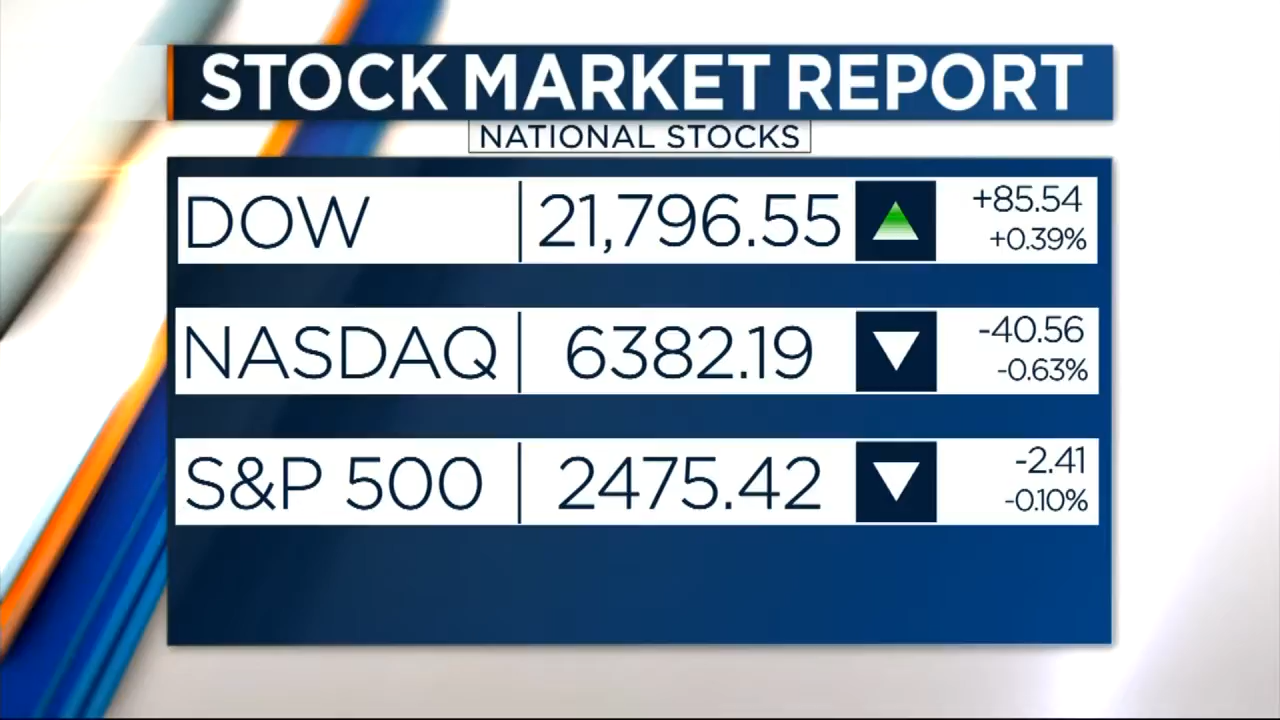 STOCK MARKET REPORT
NATIONAL STOCKS
DOW 21,796.55 +85.54
+0.39%
NASDAQ 6382.19 -40.56
-0.63%
S&P 500 2475.42 -2.41
-0.10%